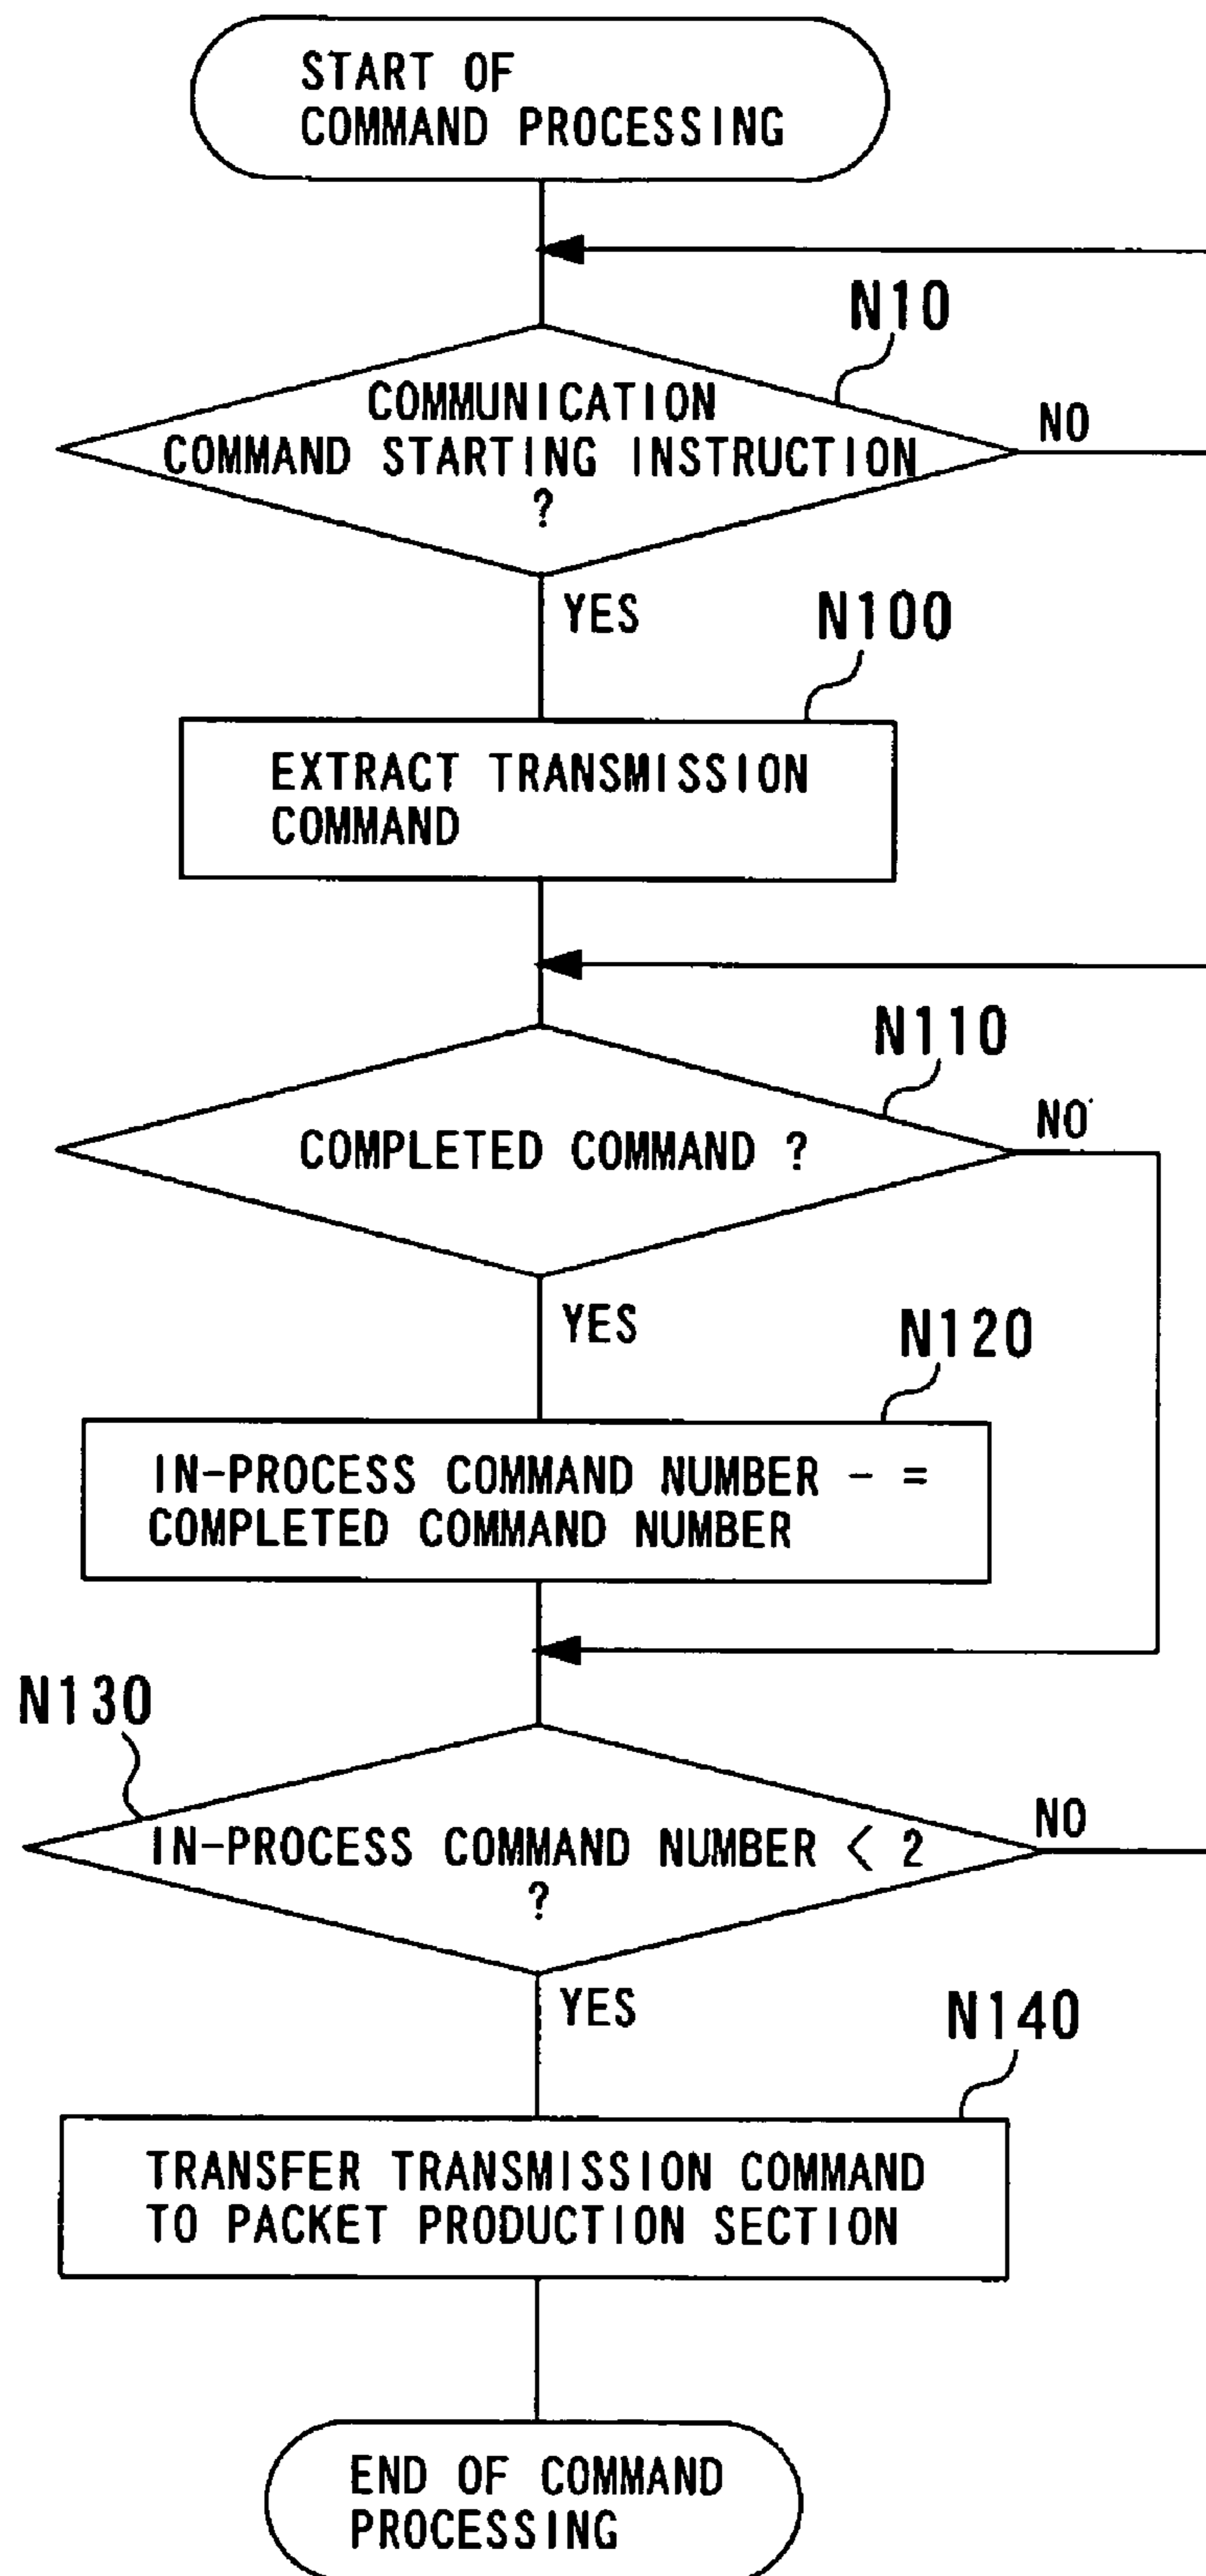 START OF
COMMAND PROCESSING
N10
COMMUNICATION
COMMAND STARTING INSTRUCTION
?
NO
YES
N100
EXTRACT TRANSMISSION
COMMAND
N110
COMPLETED COMMAND ?
NO
YES
N120
IN-PROCESS COMMAND NUMBER - =
COMPLETED COMMAND NUMBER
N130
IN-PROCESS COMMAND NUMBER < 2
?
NO
YES
N140
TRANSFER TRANSMISSION COMMAND
TO PACKET PRODUCTION SECTION
END OF COMMAND
PROCESSING